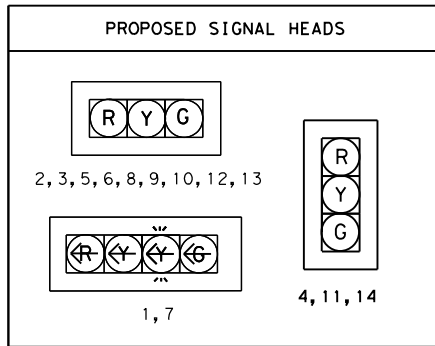 PROPOSED SIGNAL HEADS
R Y G
2,3,5,6,8,9,10,12,13
R Y Y G
1,7
R
Y
G
4,11,14